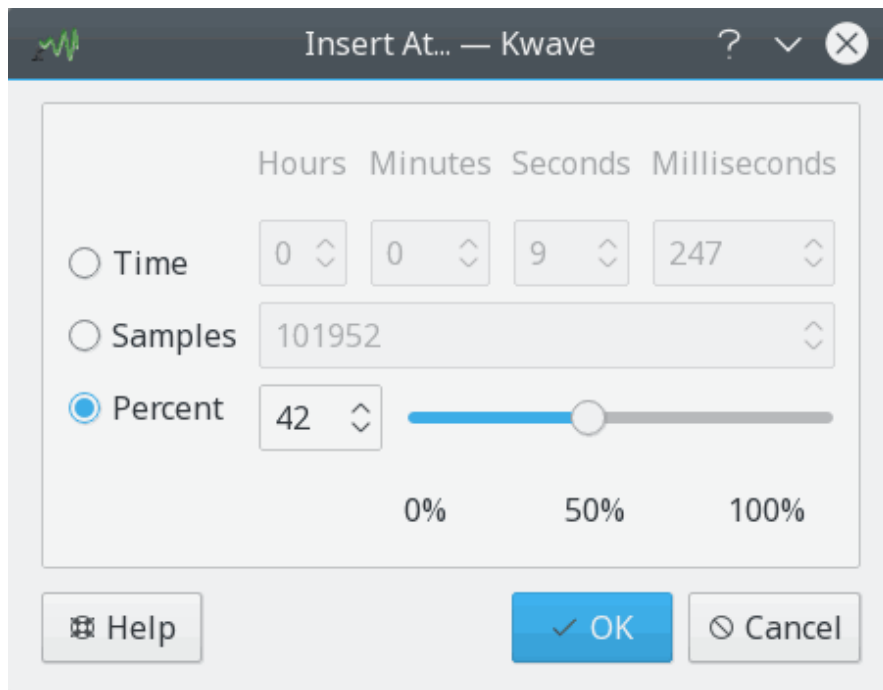 Insert At... — Kwave
Hours Minutes Seconds Milliseconds
Time 0 0 9 247
Samples 101952
Percent 42
0% 50% 100%
Help OK Cancel